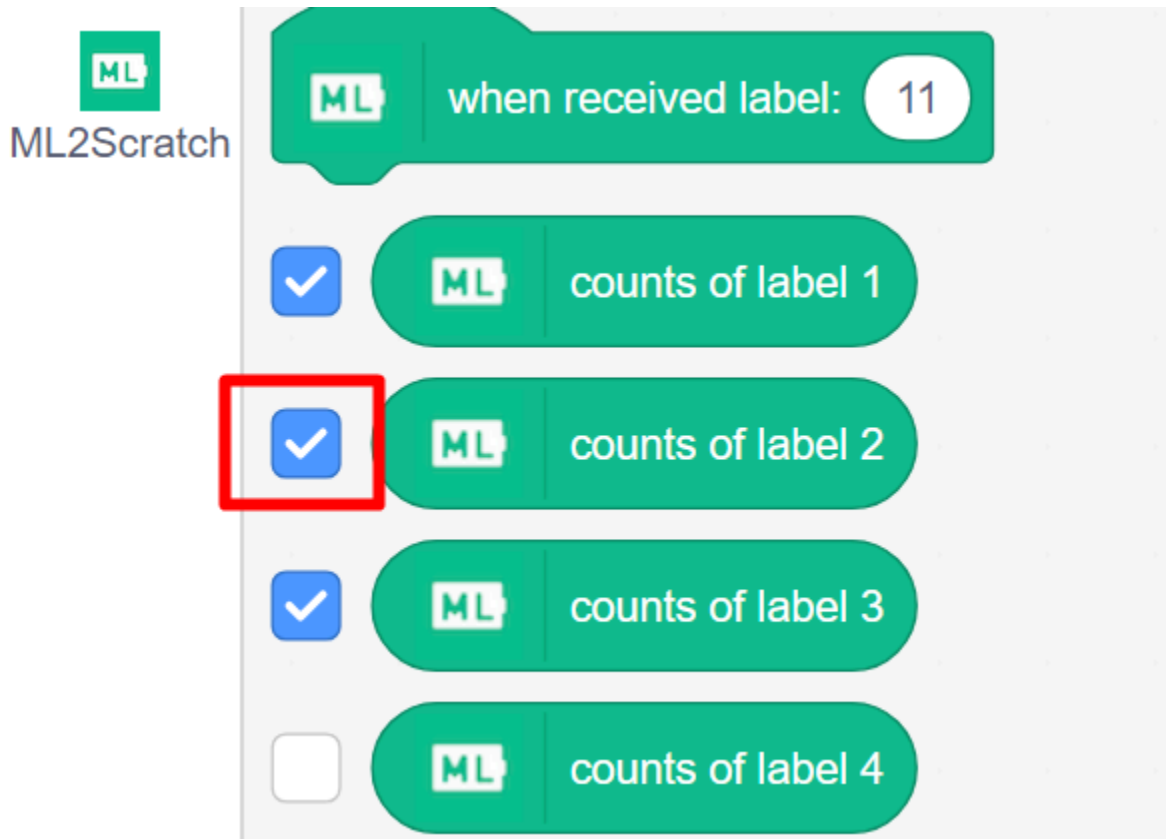 ML
ML2Scratch
ML when received label: 11
ML counts of label 1
ML counts of label 2
ML counts of label 3
ML counts of label 4